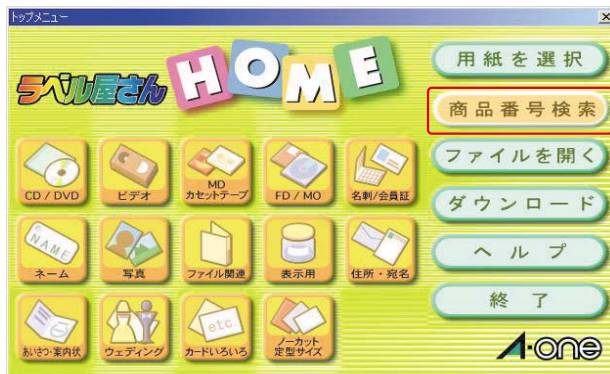 トップメニュー
ラベル屋さん HOME
用紙を選択
商品番号検索
ファイルを開く
ダウンロード
ヘルプ
終了
CD / DVD
ビデオ
MD
カセットテープ
FD / MO
名刺/会員証
NAME
ネーム
写真
ファイル関連
表示用
住所・宛名
あいさつ・案内状
ウェディング
etc.
カードいろいろ
ノーカット
定型サイズ
A-one